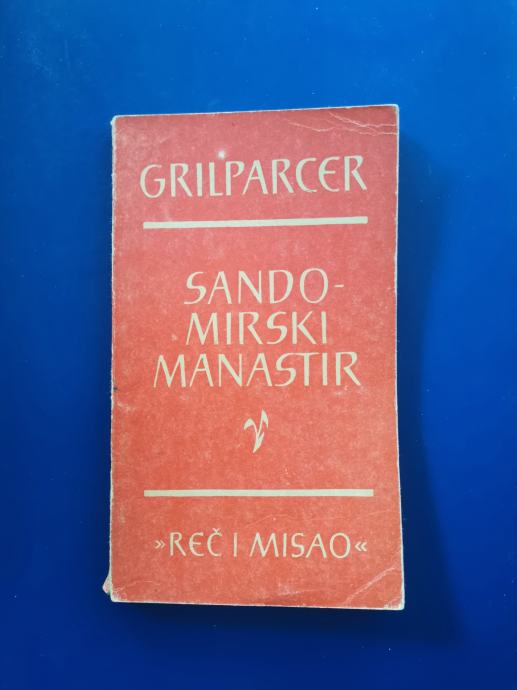 GRILPARCER
SANDO-
MIRSKI
MANASTIR
»REČ I MISAO«